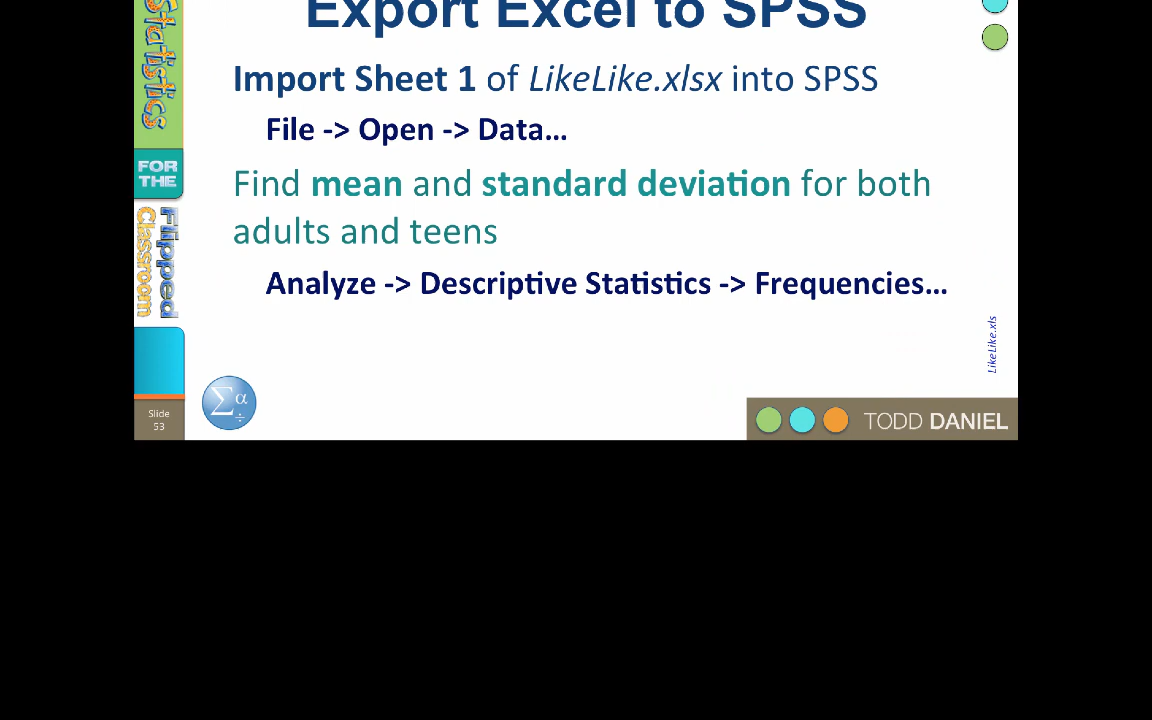 Export Excel to SPSS
Import Sheet 1 of LikeLike.xlsx into SPSS
File -> Open -> Data…
Find mean and standard deviation for both
adults and teens
Analyze -> Descriptive Statistics -> Frequencies…
Statistics
FOR
THE
Flipped
Classroom
LikeLike.xls
Slide
53
Σ α
÷
TODD DANIEL